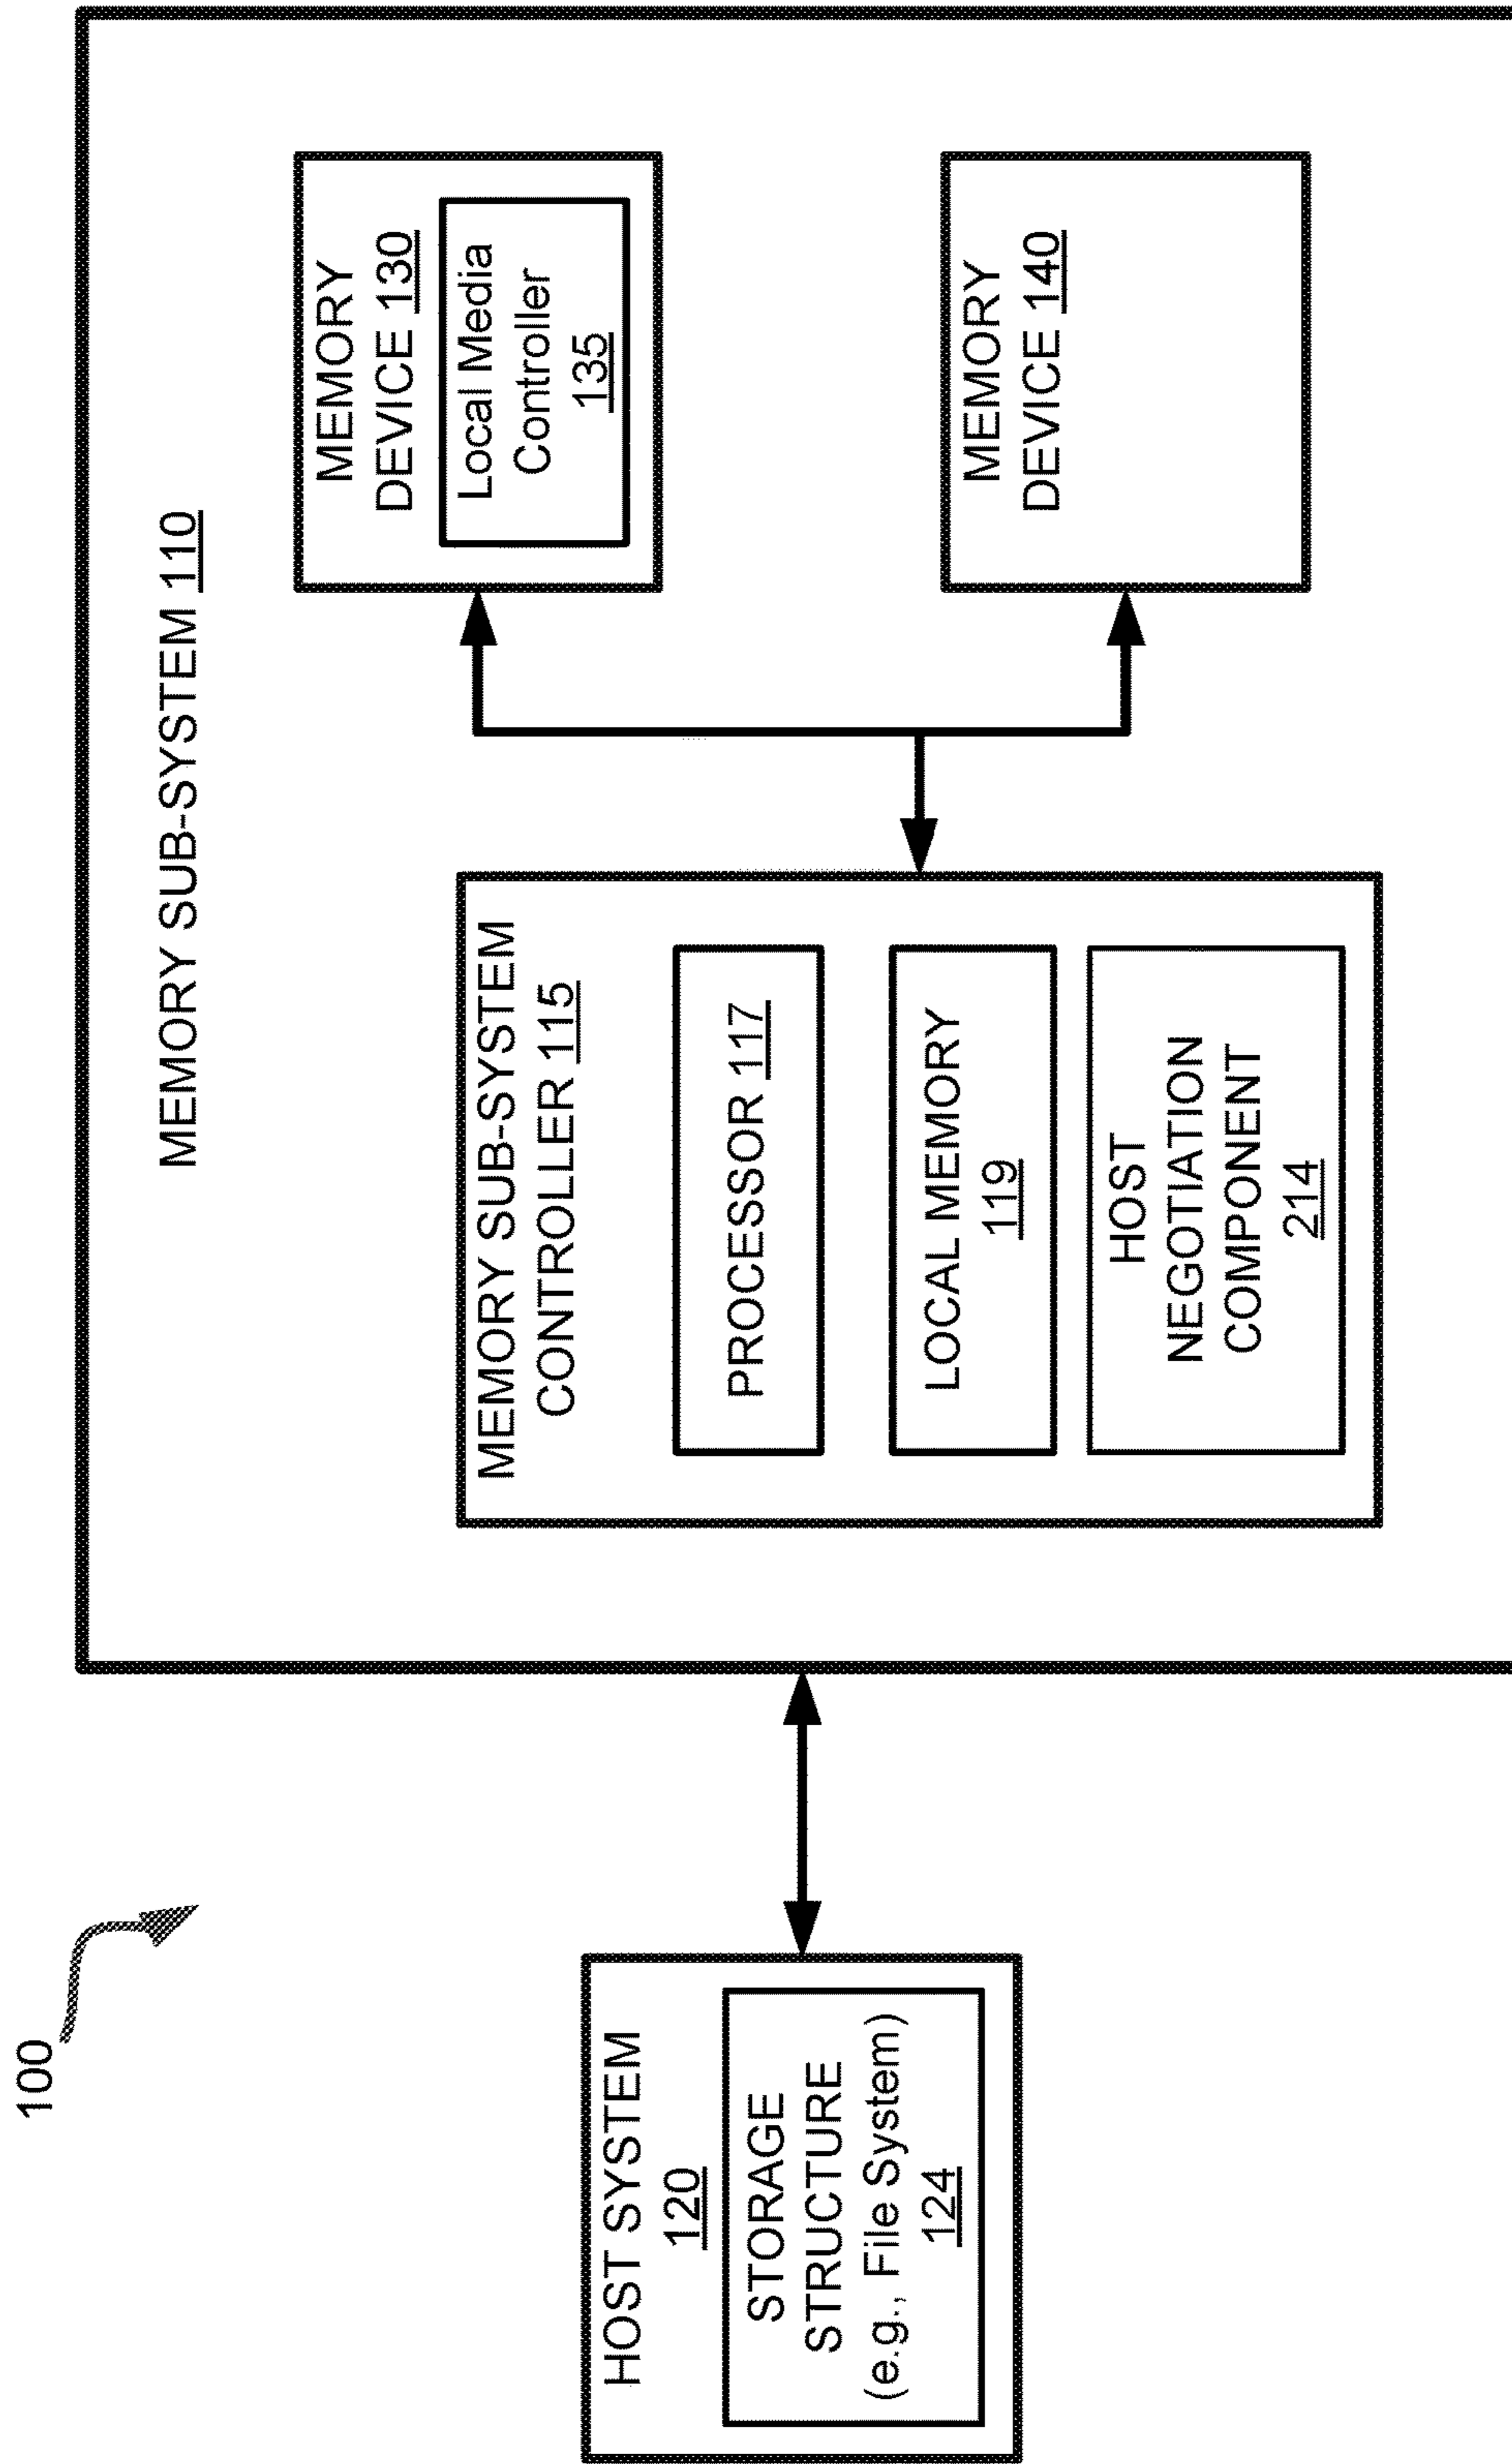 100
HOST SYSTEM
120
STORAGE
STRUCTURE
(e.g., File System)
124
MEMORY SUB-SYSTEM 110
MEMORY SUB-SYSTEM
CONTROLLER 115
PROCESSOR 117
LOCAL MEMORY
119
HOST
NEGOTIATION
COMPONENT
214
MEMORY
DEVICE 130
Local Media
Controller
135
MEMORY
DEVICE 140